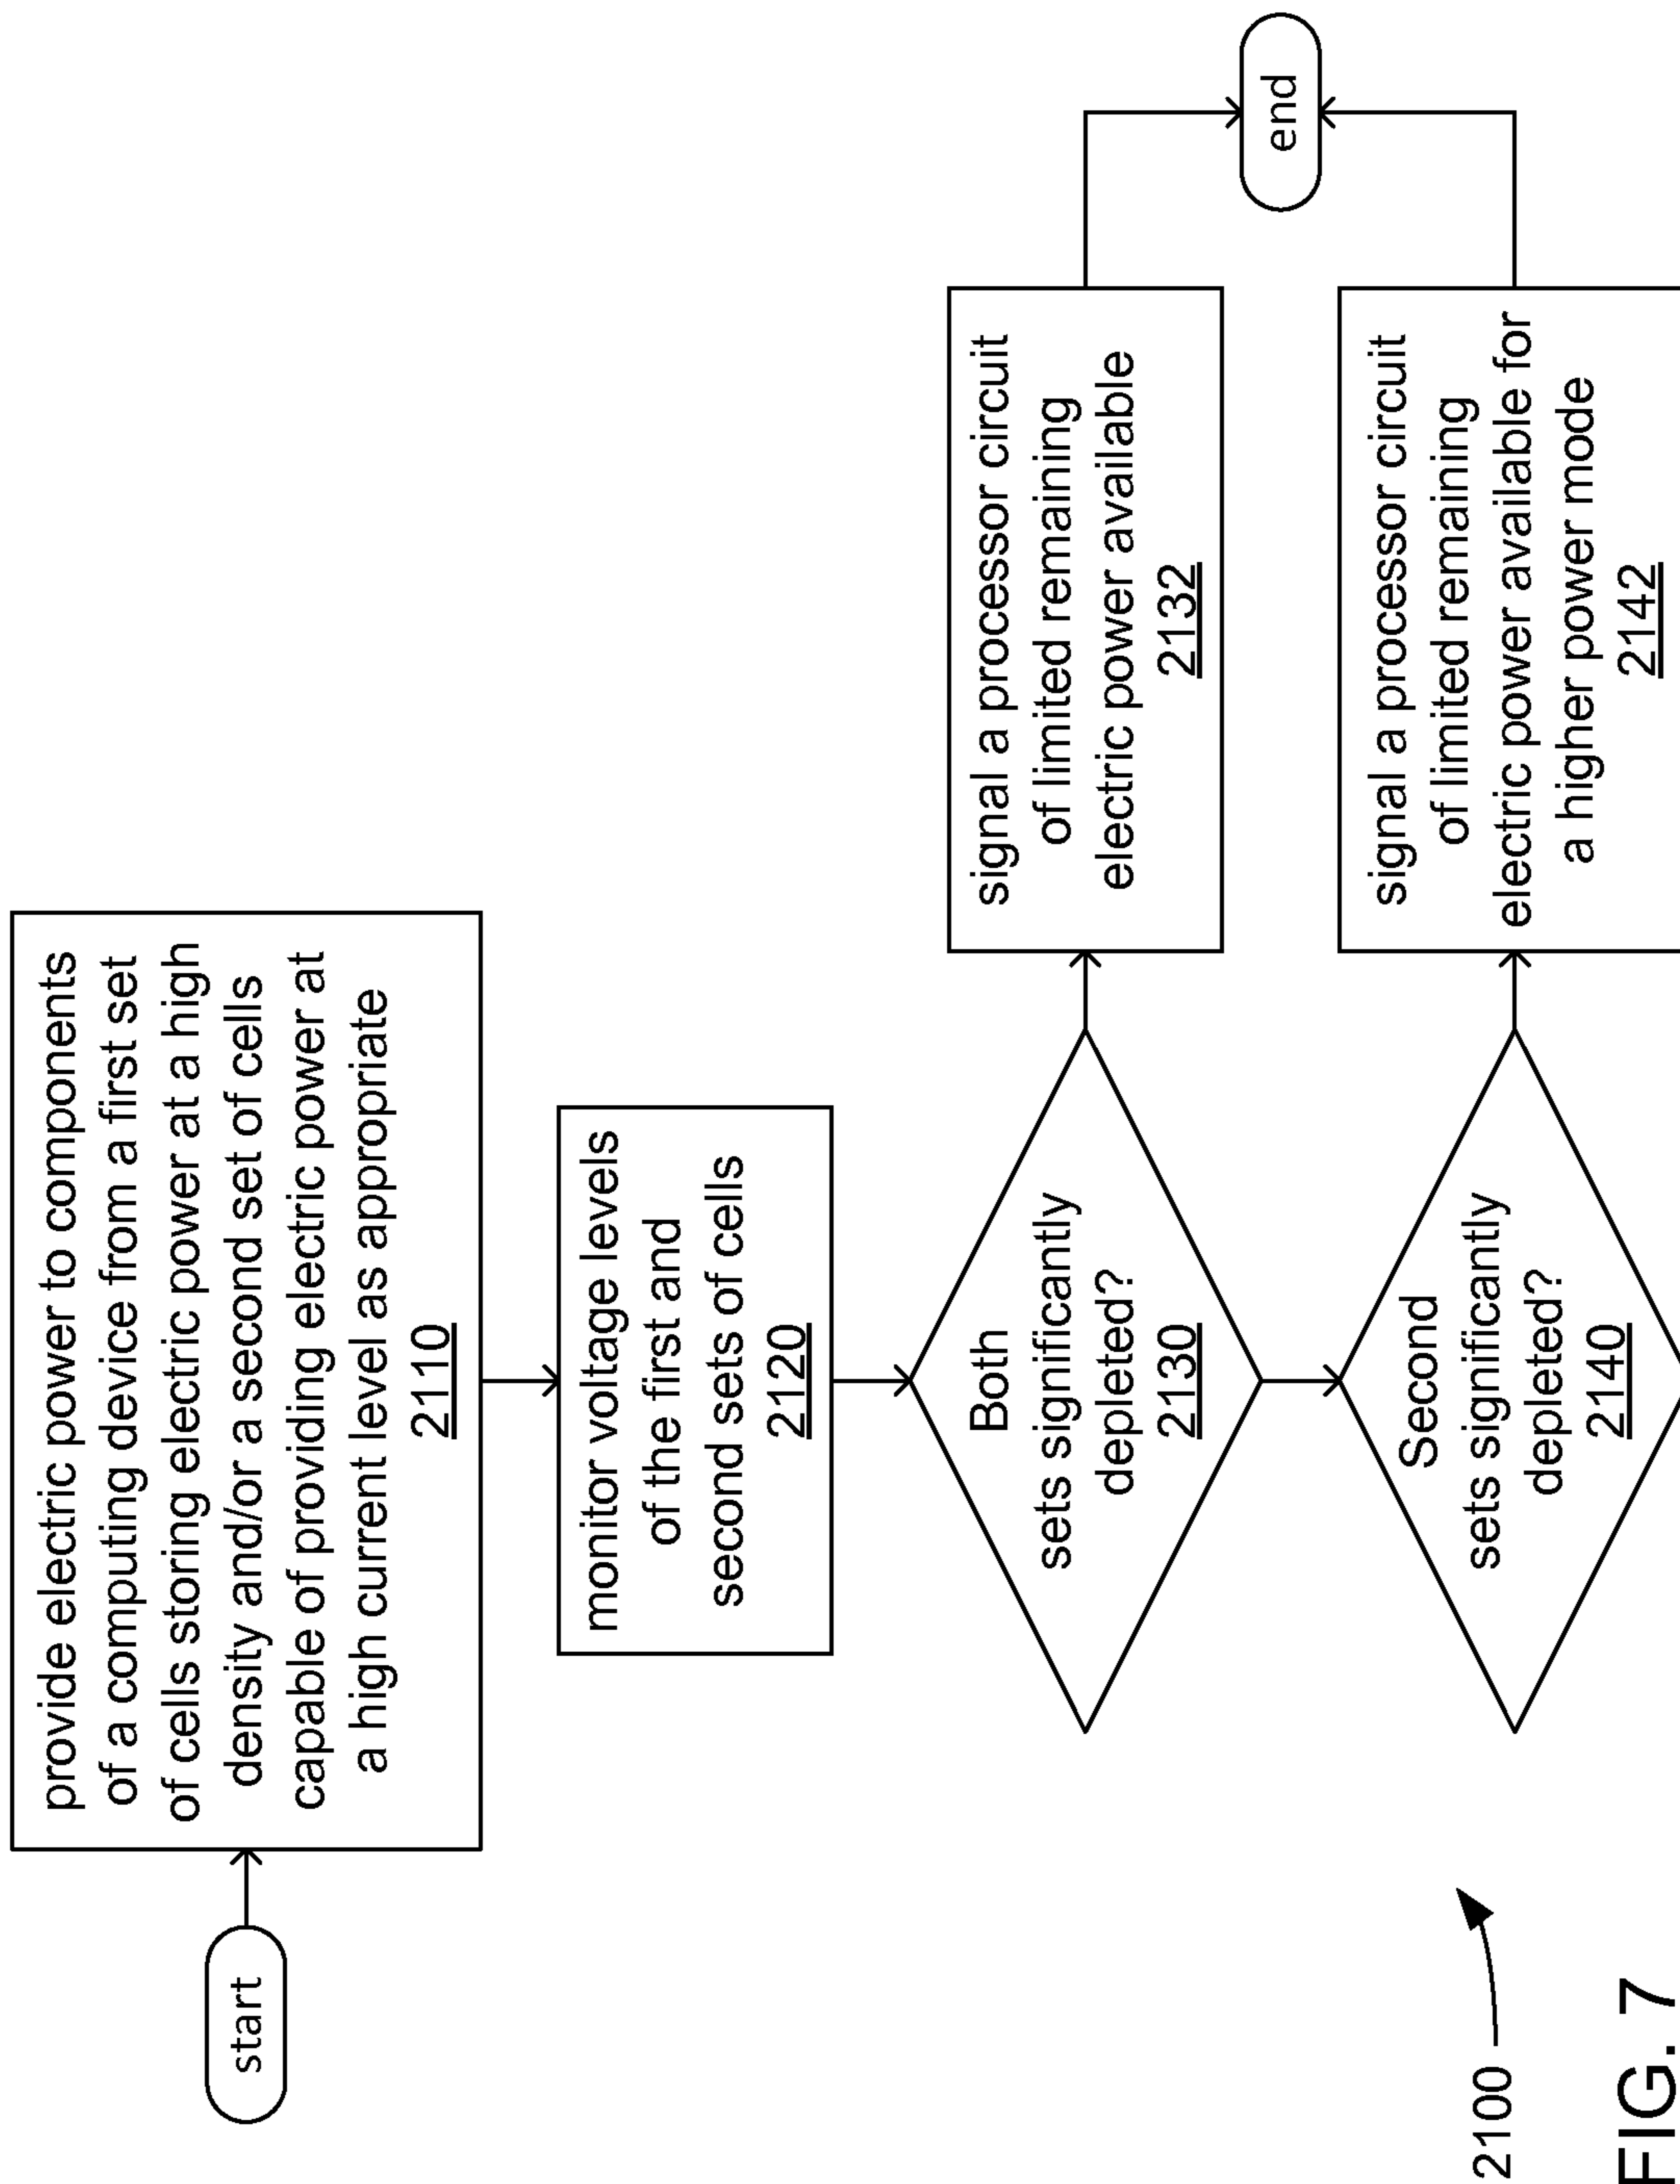 start
provide electric power to components
of a computing device from a first set
of cells storing electric power at a high
density and/or a second set of cells
capable of providing electric power at
a high current level as appropriate
2110
monitor voltage levels
of the first and
second sets of cells
2120
Both
sets significantly
depleted?
2130
signal a processor circuit
of limited remaining
electric power available
2132
Second
sets significantly
depleted?
2140
signal a processor circuit
of limited remaining
electric power available for
a higher power mode
2142
end
2100
FIG. 7